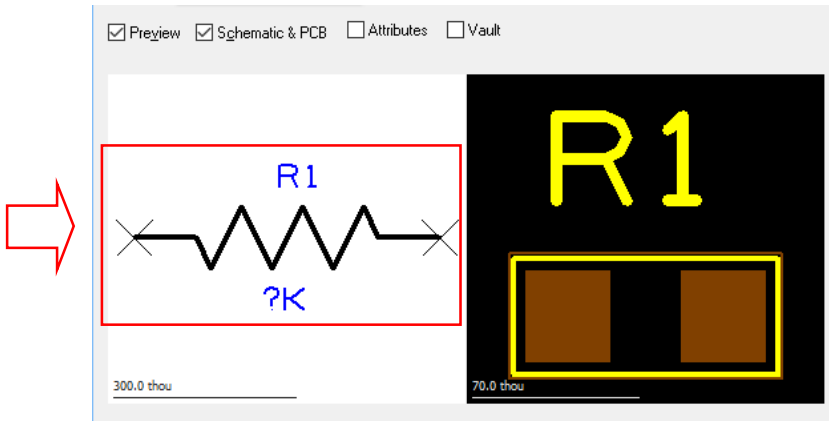 Preview Schematic & PCB Attributes Vault
R1
?K
300.0 thou
R1
70.0 thou